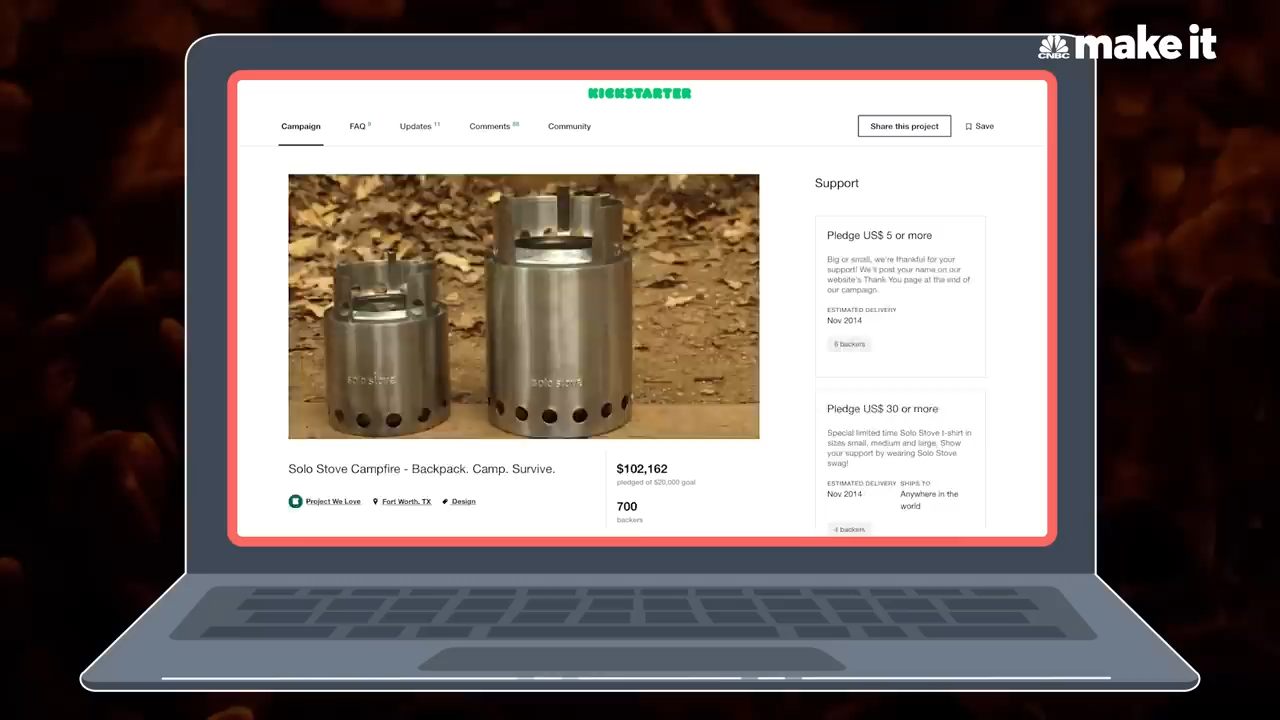 CNBC make it
KICKSTARTER
Campaign FAQ 9 Updates 11 Comments 88 Community Share this project Save
Support
Pledge US$ 5 or more
Big or small, we're thankful for your
support! We'll post your name on our
website's Thank You page at the end of
our campaign.
ESTIMATED DELIVERY
Nov 2014
6 backers
Pledge US$ 30 or more
Special limited time Solo Stove t-shirt in
sizes small, medium and large. Show
your support by wearing Solo Stove
swag!
ESTIMATED DELIVERY SHIPS TO
Nov 2014 Anywhere in the
world
4 backers
solo stove solo stove
Solo Stove Campfire - Backpack. Camp. Survive.
Project We Love Fort Worth, TX Design
$102,162
pledged of $20,000 goal
700
backers